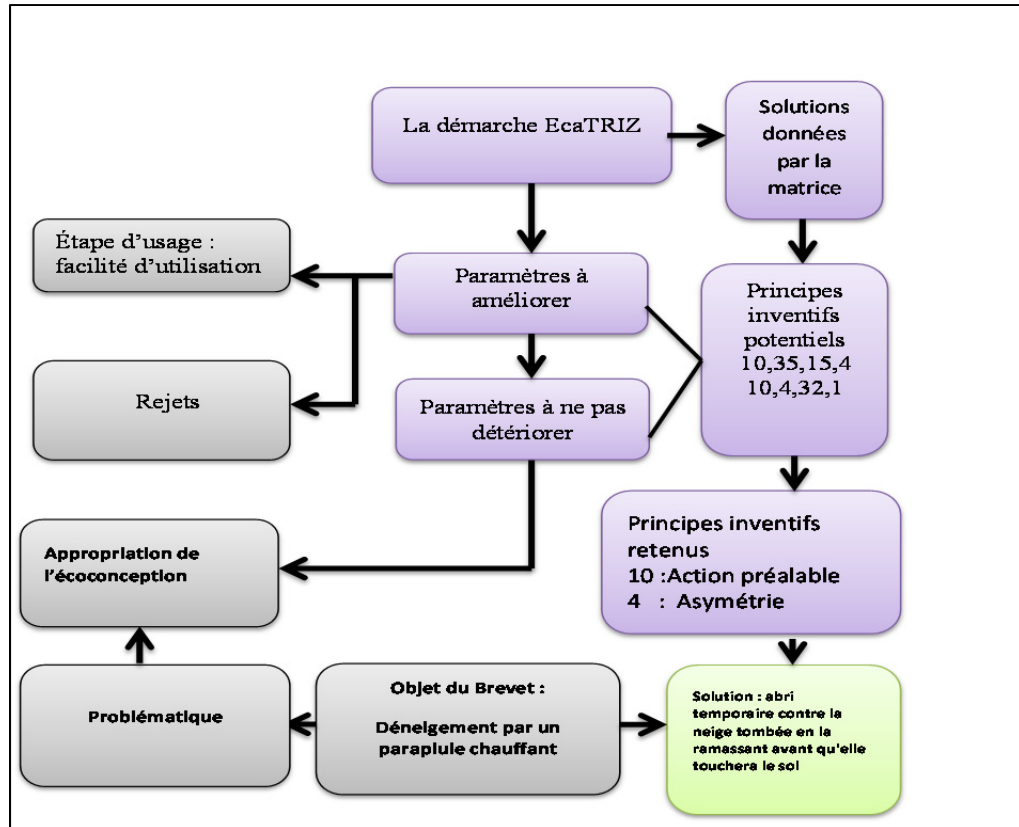 La démarche EcaTRIZ
Solutions
données
par la
matrice
Étape d’usage :
facilité d’utilisation
Paramètres à
améliorer
Principes
inventifs
potentiels
10,35,15,4
10,4,32,1
Rejets
Paramètres à ne pas
détériorer
Principes inventifs
retenus
10 :Action préalable
4 : Asymétrie
Appropriation de
l’écoconception
Problématique
Objet du Brevet :
Déneigement par un
parapluie chauffant
Solution : abri
temporaire contre la
neige tombée en la
ramassant avant qu'elle
touchera le sol